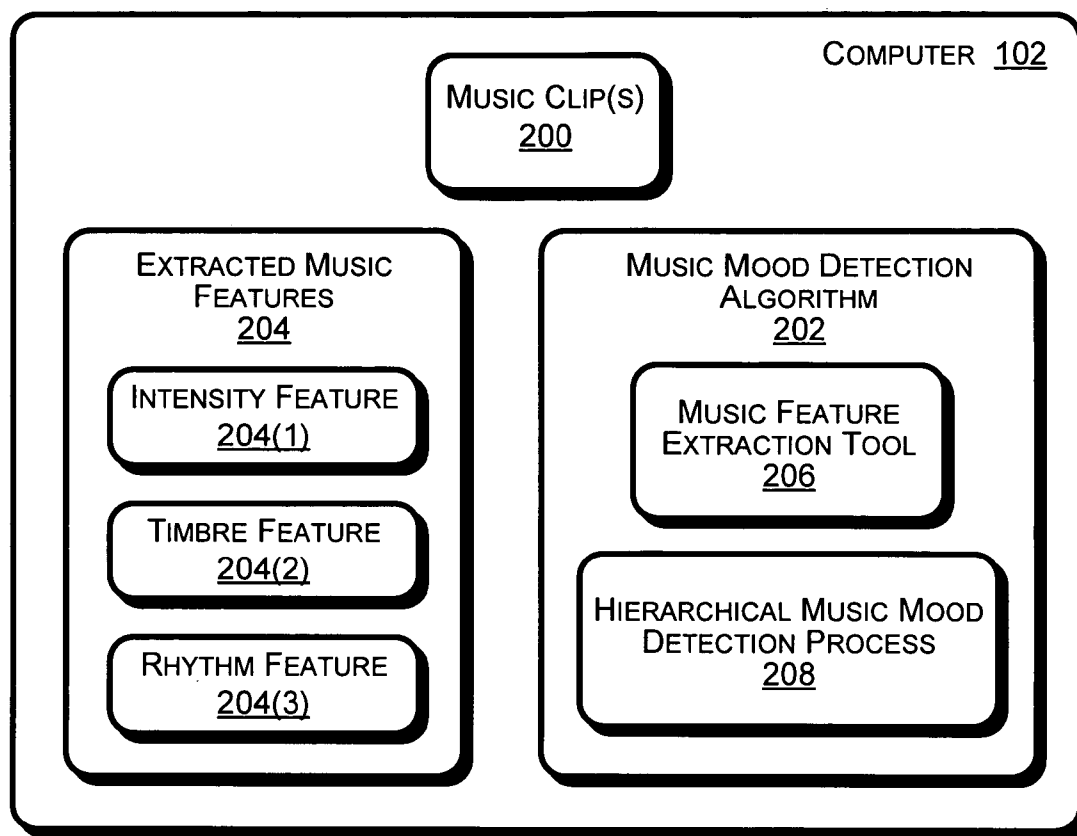 COMPUTER 102
MUSIC CLIP(S)
200
EXTRACTED MUSIC
FEATURES
204
INTENSITY FEATURE
204(1)
TIMBRE FEATURE
204(2)
RHYTHM FEATURE
204(3)
MUSIC MOOD DETECTION
ALGORITHM
202
MUSIC FEATURE
EXTRACTION TOOL
206
HIERARCHICAL MUSIC MOOD
DETECTION PROCESS
208